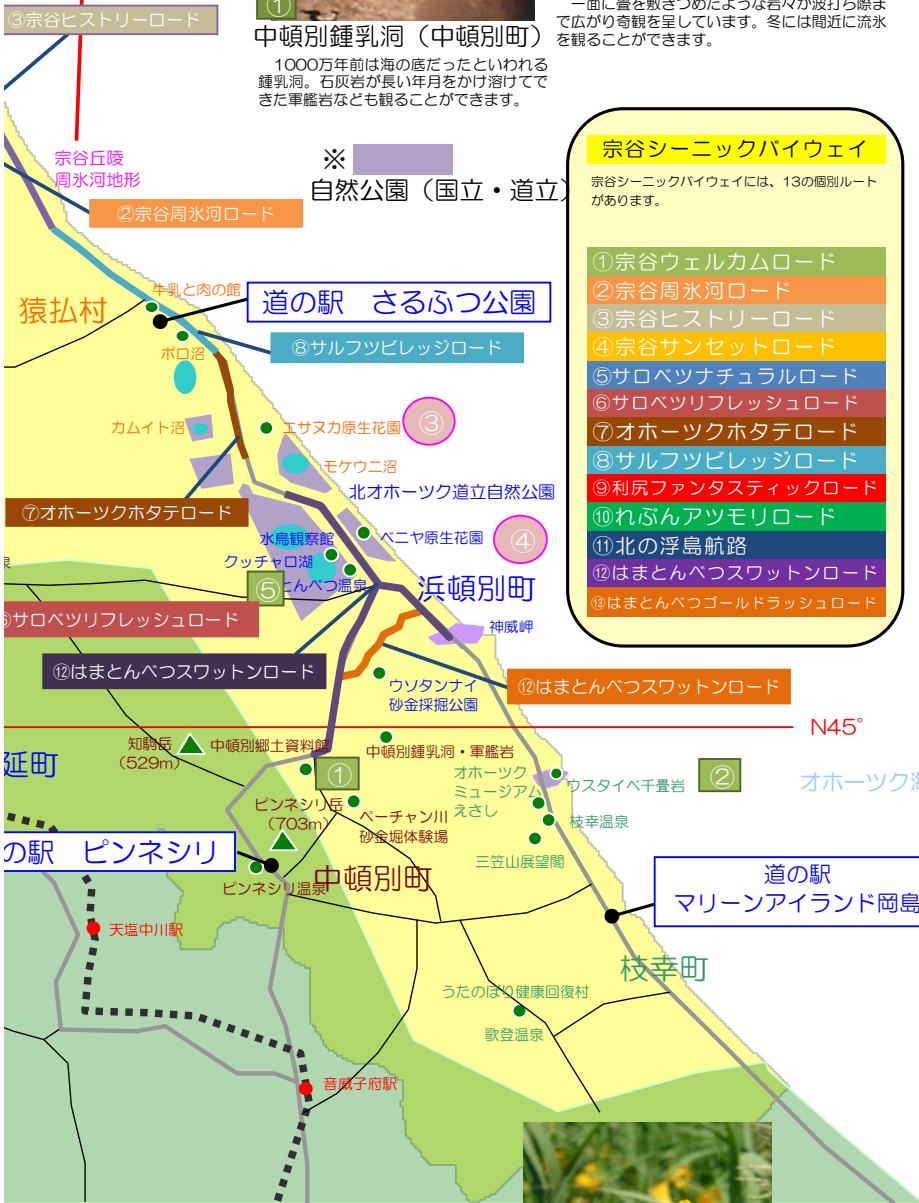 ③宗谷ヒストリーロード
①
中頓別鍾乳洞（中頓別町）
1000万年前は海の底だったといわれる
鍾乳洞。石灰岩が長い年月をかけ溶けてで
きた軍艦岩なども観ることができます。
一面に畳を敷きつめたような岩々が波打ち際ま
で広がり奇観を呈しています。冬には間近に流氷
を観ることができます。
宗谷丘陵
周氷河地形
※
自然公園（国立・道立）
②宗谷周氷河ロード
宗谷シーニックバイウェイ
宗谷シーニックバイウェイには、13の個別ルート
があります。
①宗谷ウェルカムロード
②宗谷周氷河ロード
③宗谷ヒストリーロード
④宗谷サンセットロード
⑤サロベツナチュラルロード
⑥サロベツリフレッシュロード
⑦オホーツクホタテロード
⑧サルフツビレッジロード
⑨利尻ファンタスティックロード
⑩れぶんアツモリロード
⑪北の浮島航路
⑫はまとんべつスワットンロード
⑬はまとんべつゴールドラッシュロード
猿払村
牛乳と肉の館
道の駅　さるふつ公園
ポロ沼
⑧サルフツビレッジロード
カムイト沼
エサヌカ原生花園
③
モケウニ沼
北オホーツク道立自然公園
⑦オホーツクホタテロード
水鳥観察館
ベニヤ原生花園
④
クッチャロ湖
⑤
とんべつ温泉
浜頓別町
⑥サロベツリフレッシュロード
神威岬
⑫はまとんべつスワットンロード
ウソタンナイ
砂金採掘公園
⑫はまとんべつスワットンロード
N45°
知駒岳
（529m）
中頓別郷土資料館
中頓別鍾乳洞・軍艦岩
延町
①
オホーツク
ミュージアム
えさし
ウスタイベ千畳岩
②
オホーツク海
ピンネシリ岳
（703m）
ペーチャン川
砂金堀体験場
枝幸温泉
三笠山展望閣
の駅　ピンネシリ
ピンネシリ温泉
中頓別町
道の駅
マリーンアイランド岡島
天塩中川駅
枝幸町
うたのぼり健康回復村
歌登温泉
音威子府駅